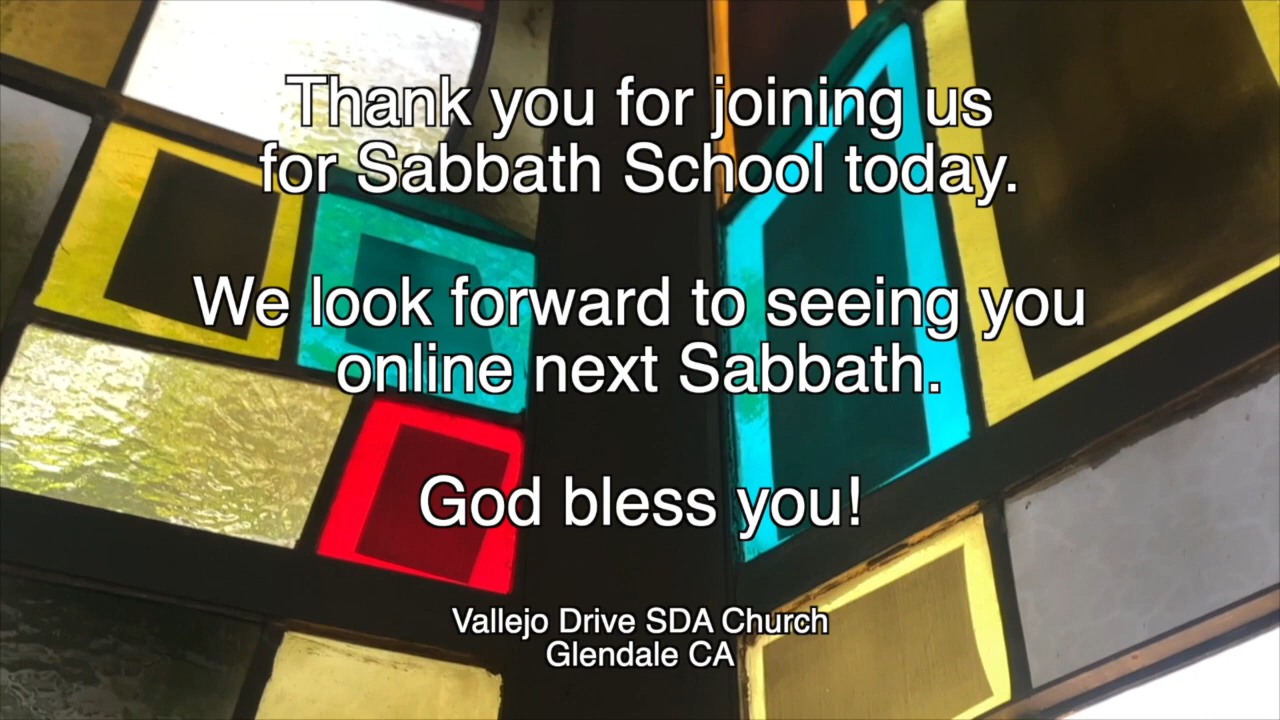 Thank you for joining us
for Sabbath School today.
We look forward to seeing you
online next Sabbath.
God bless you!
Vallejo Drive SDA Church
Glendale CA